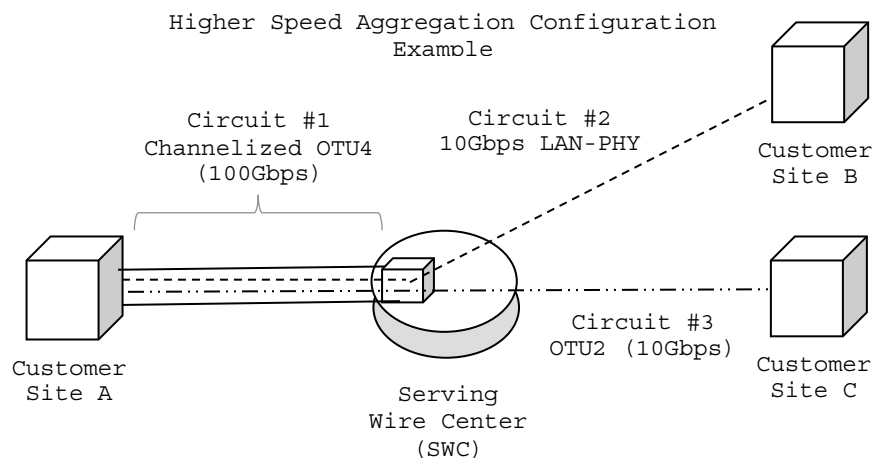 Higher Speed Aggregation Configuration
Example
Circuit #1
Channelized OTU4
(100Gbps)
Circuit #2
10Gbps LAN-PHY
Customer
Site B
Circuit #3
OTU2 (10Gbps)
Customer
Site A
Customer
Site C
Serving
Wire Center
(SWC)